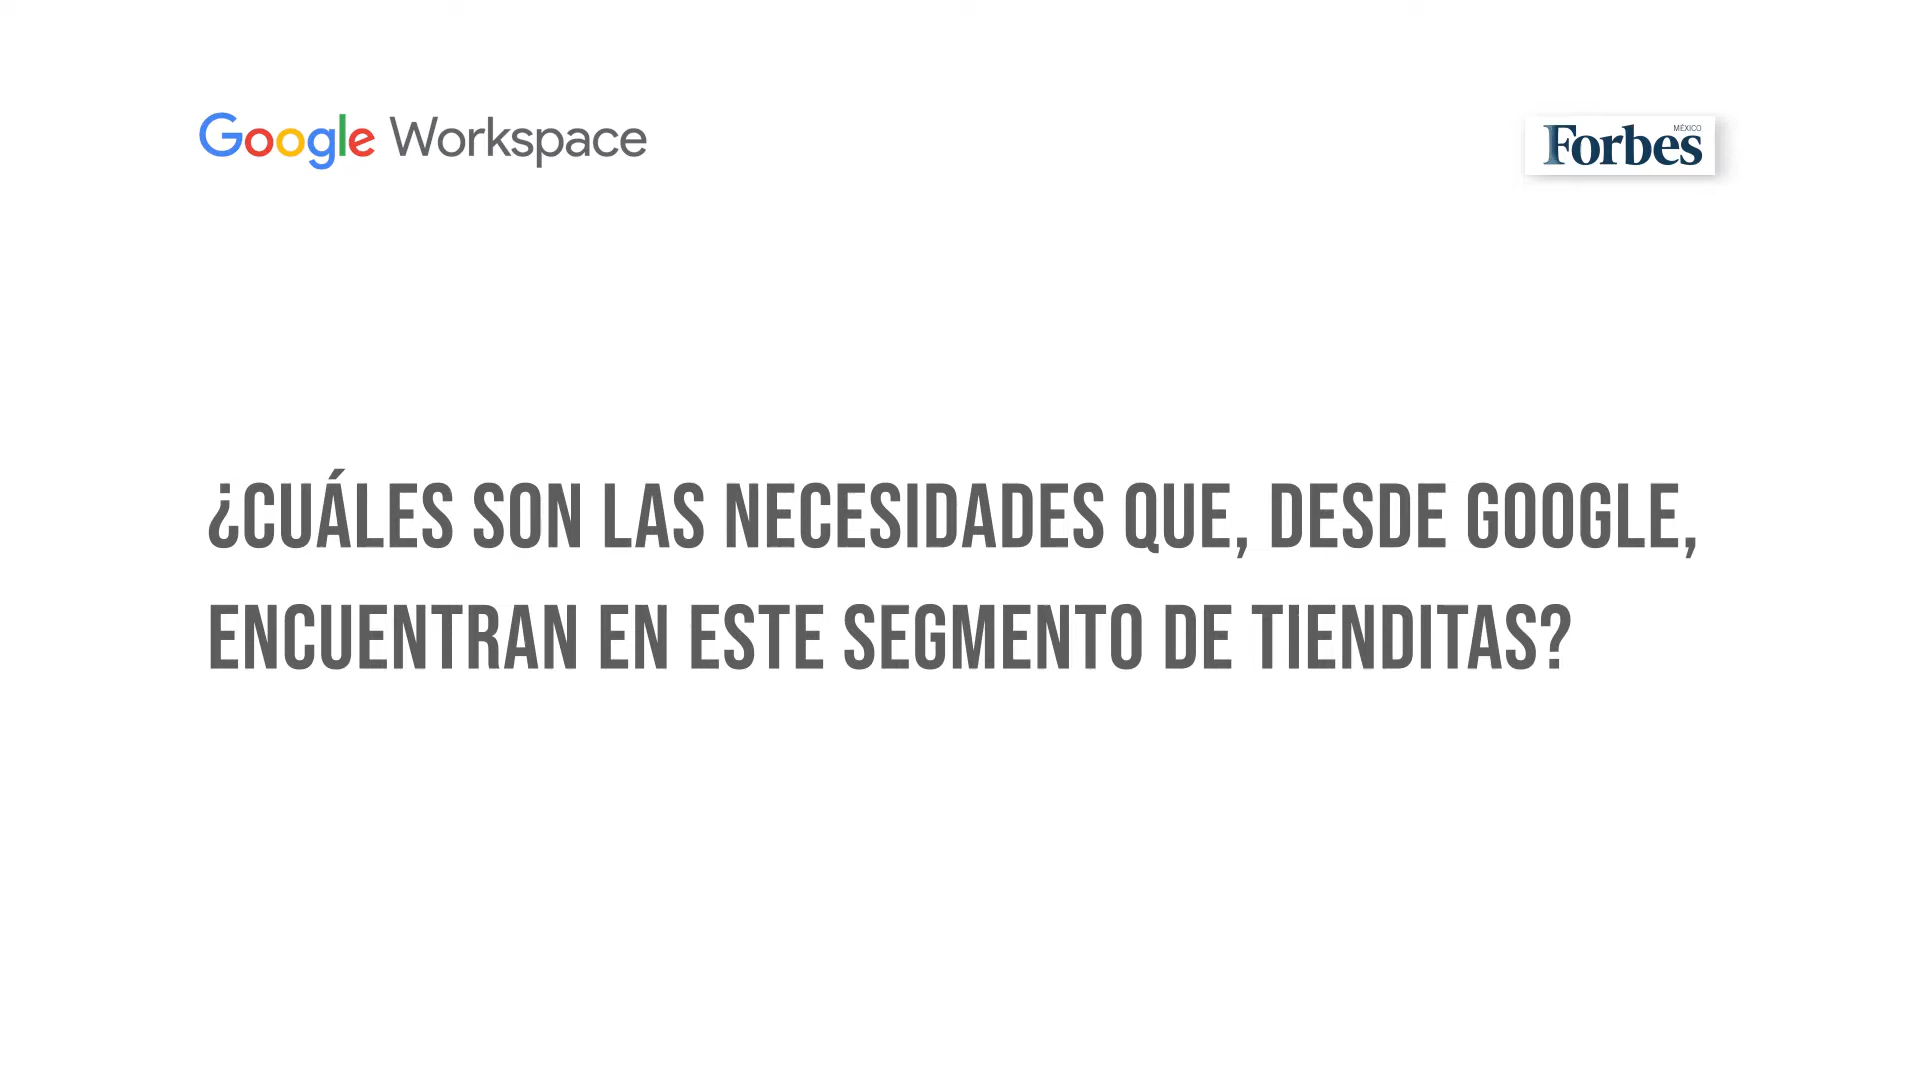 Google Workspace
Forbes
MÉXICO
¿CUÁLES SON LAS NECESIDADES QUE, DESDE GOOGLE,
ENCUENTRAN EN ESTE SEGMENTO DE TIENDITAS?